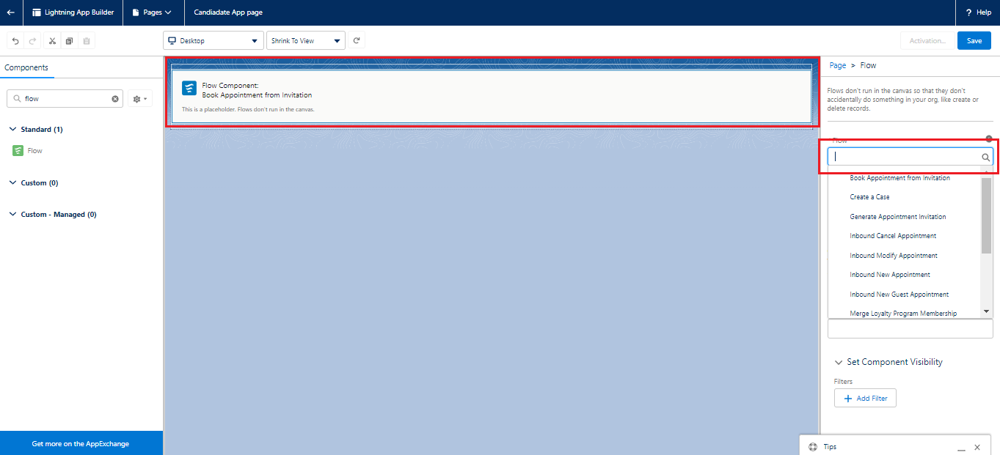 Lightning App Builder
Pages
Candiadate App page
? Help
Desktop
Shrink To View
Activation...
Save
Components
flow
Standard (1)
Flow
Custom (0)
Custom - Managed (0)
Get more on the AppExchange
Flow Component:
Book Appointment from Invitation
This is a placeholder. Flows don't run in the canvas.
Page > Flow
Flows don't run in the canvas so that they don't
accidentally do something in your org, like create or
delete records.
Flow
Book Appointment from Invitation
Create a Case
Generate Appointment Invitation
Inbound Cancel Appointment
Inbound Modify Appointment
Inbound New Appointment
Inbound New Guest Appointment
Merge Loyalty Program Membership
Set Component Visibility
Filters
+ Add Filter
Tips